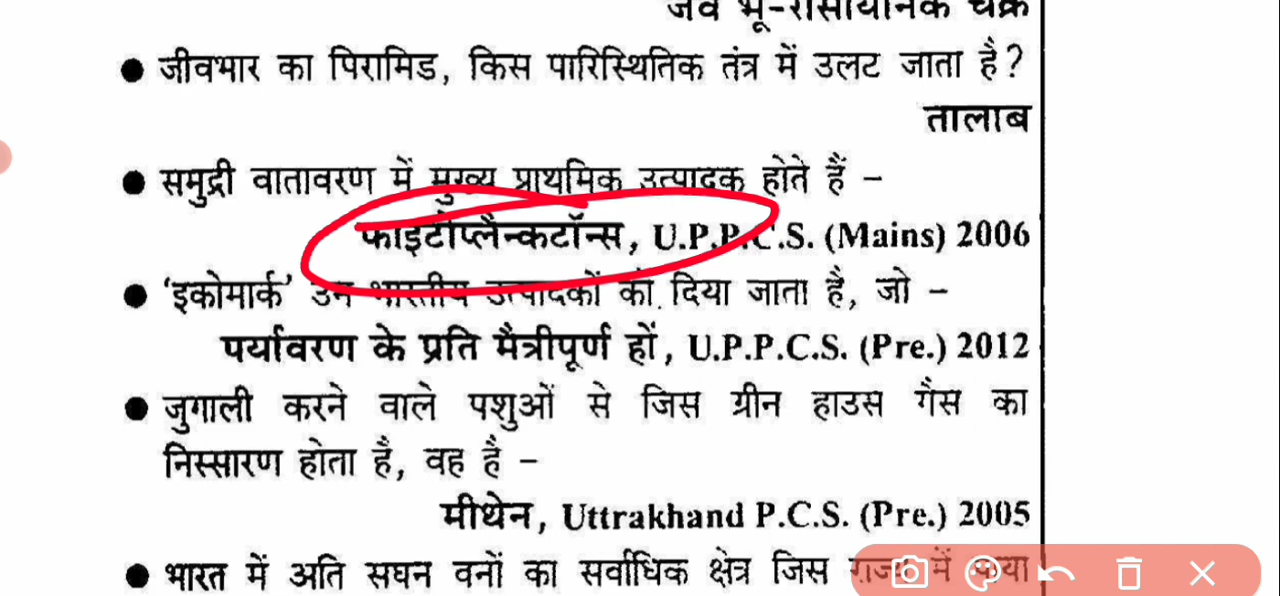 जैव भू-रासायनिक चक्र
● जीवभार का पिरामिड, किस पारिस्थितिक तंत्र में उलट जाता है?
तालाब
● समुद्री वातावरण में मुख्य प्राथमिक उत्पादक होते हैं –
फाइटोप्लैन्कटॉन्स, U.P.P.C.S. (Mains) 2006
● ‘इकोमार्क’ उन भारतीय उत्पादकों को दिया जाता है, जो –
पर्यावरण के प्रति मैत्रीपूर्ण हों, U.P.P.C.S. (Pre.) 2012
● जुगाली करने वाले पशुओं से जिस ग्रीन हाउस गैस का
निस्सारण होता है, वह है –
मीथेन, Uttrakhand P.C.S. (Pre.) 2005
● भारत में अति सघन वनों का सर्वाधिक क्षेत्र जिस राज्य में पाया